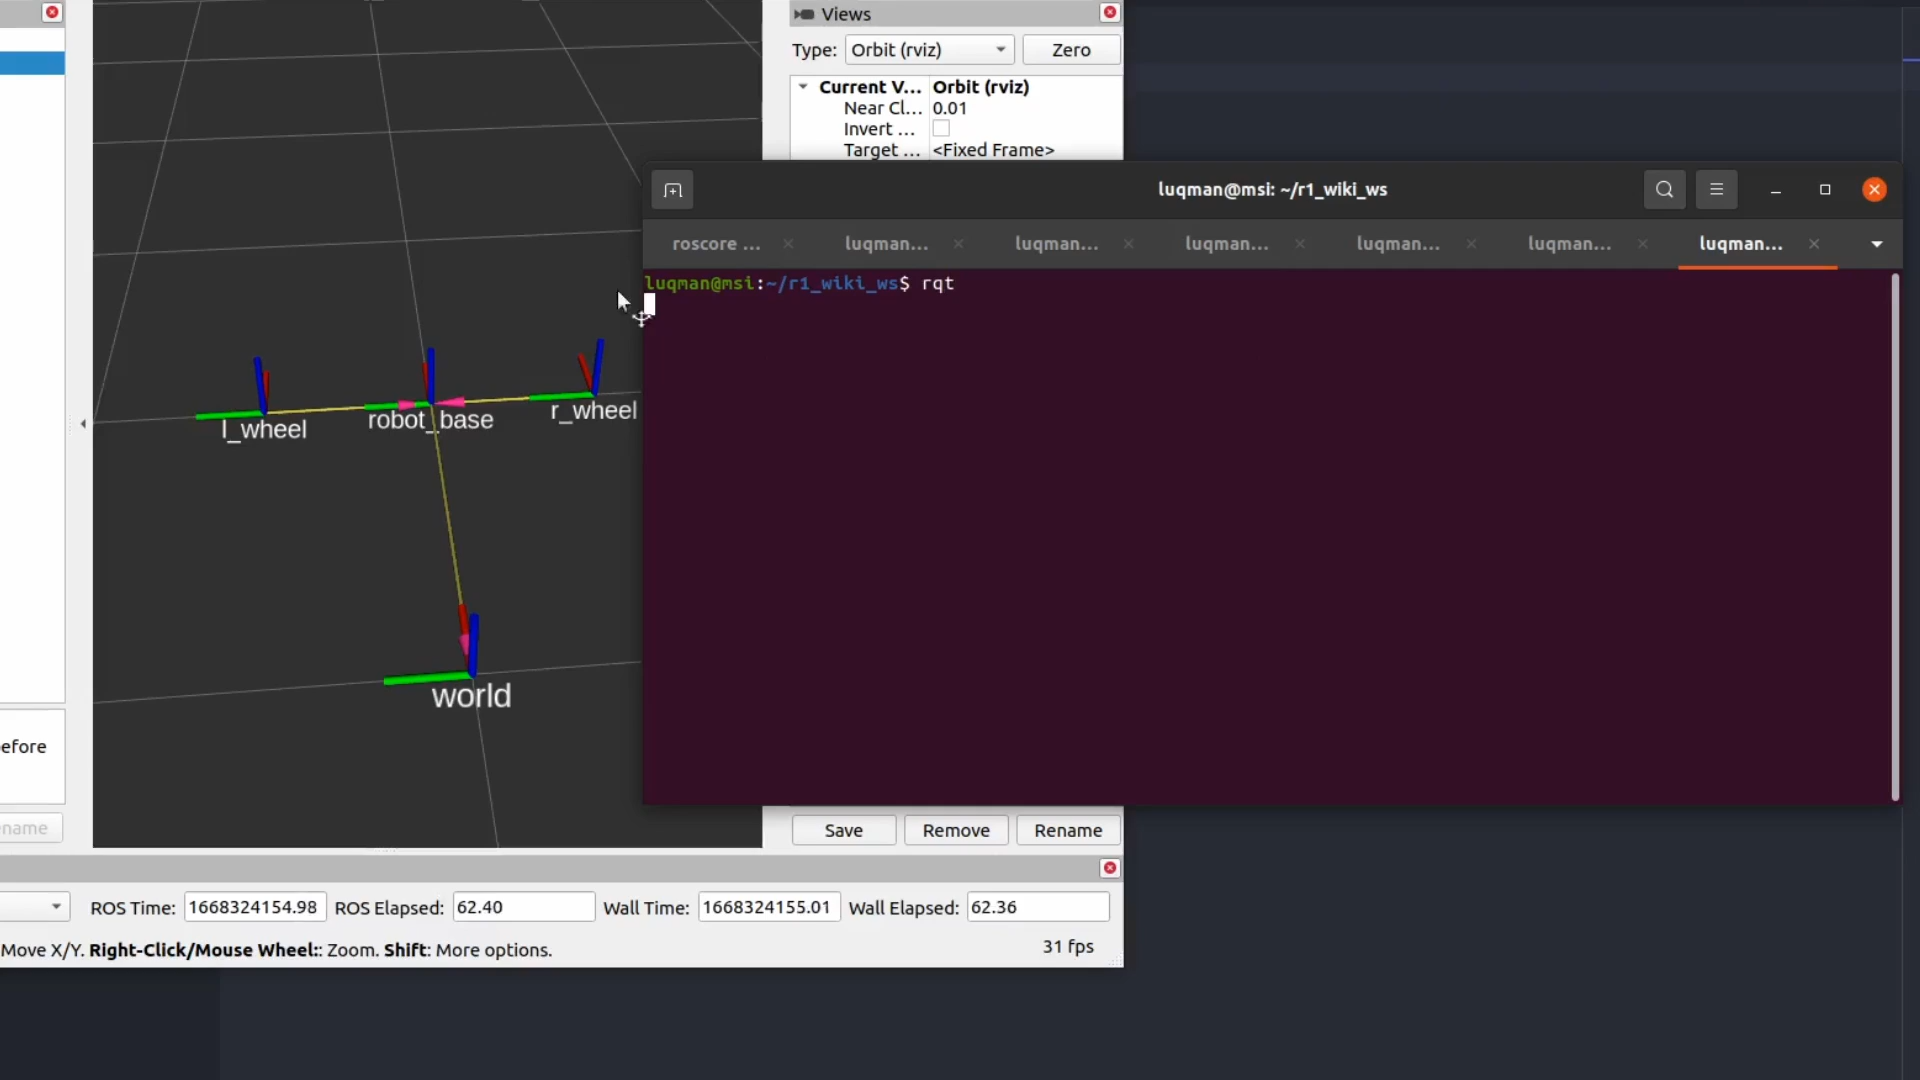 Views
Type: Orbit (rviz) Zero
Current V... Orbit (rviz)
Near Cl... 0.01
Invert ...
Target ... <Fixed Frame>
luqman@msi: ~/r1_wiki_ws
roscore ... luqman... luqman... luqman... luqman... luqman... luqman...
luqman@msi:~/r1_wiki_ws$ rqt
l_wheel
robot_base
r_wheel
world
efore
name
Save Remove Rename
ROS Time: 1668324154.98 ROS Elapsed: 62.40 Wall Time: 1668324155.01 Wall Elapsed: 62.36
Move X/Y. Right-Click/Mouse Wheel:: Zoom. Shift: More options.
31 fps